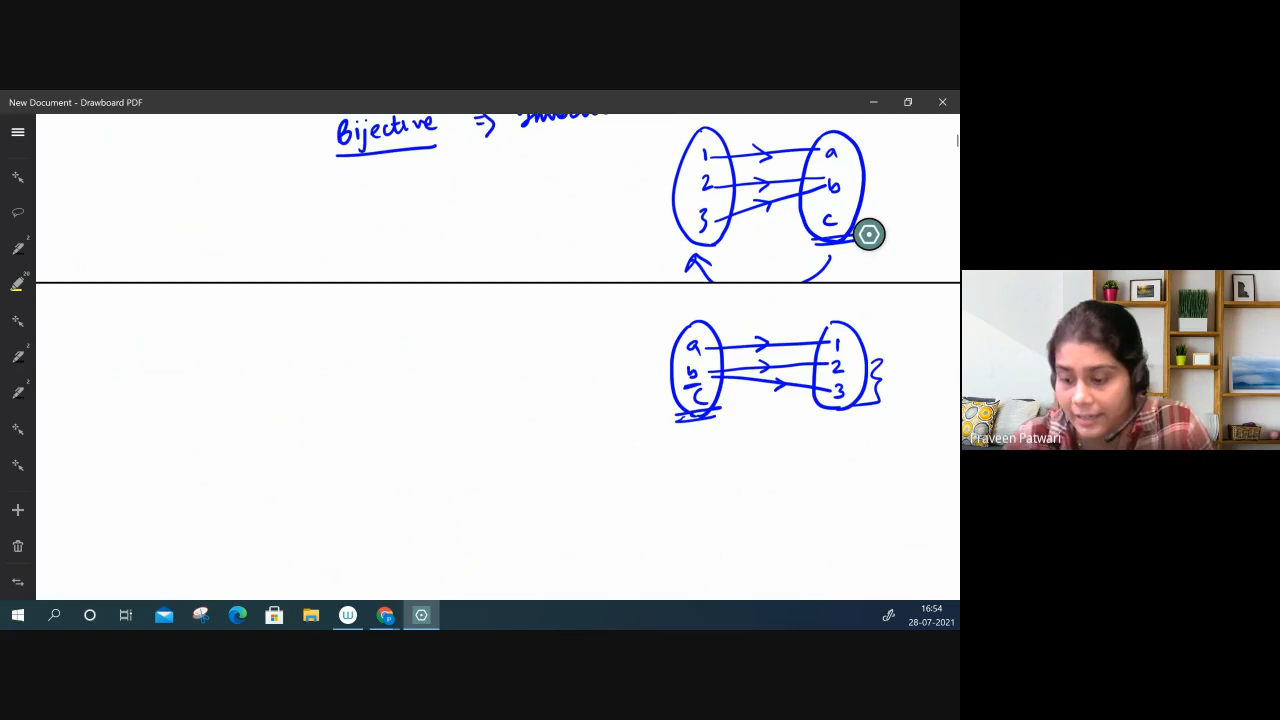 New Document - Drawboard PDF
Bijective ⇒
1 a
2 b
3 c
a 1
b 2
c 3
Praveen Patwari
16:54
28-07-2021